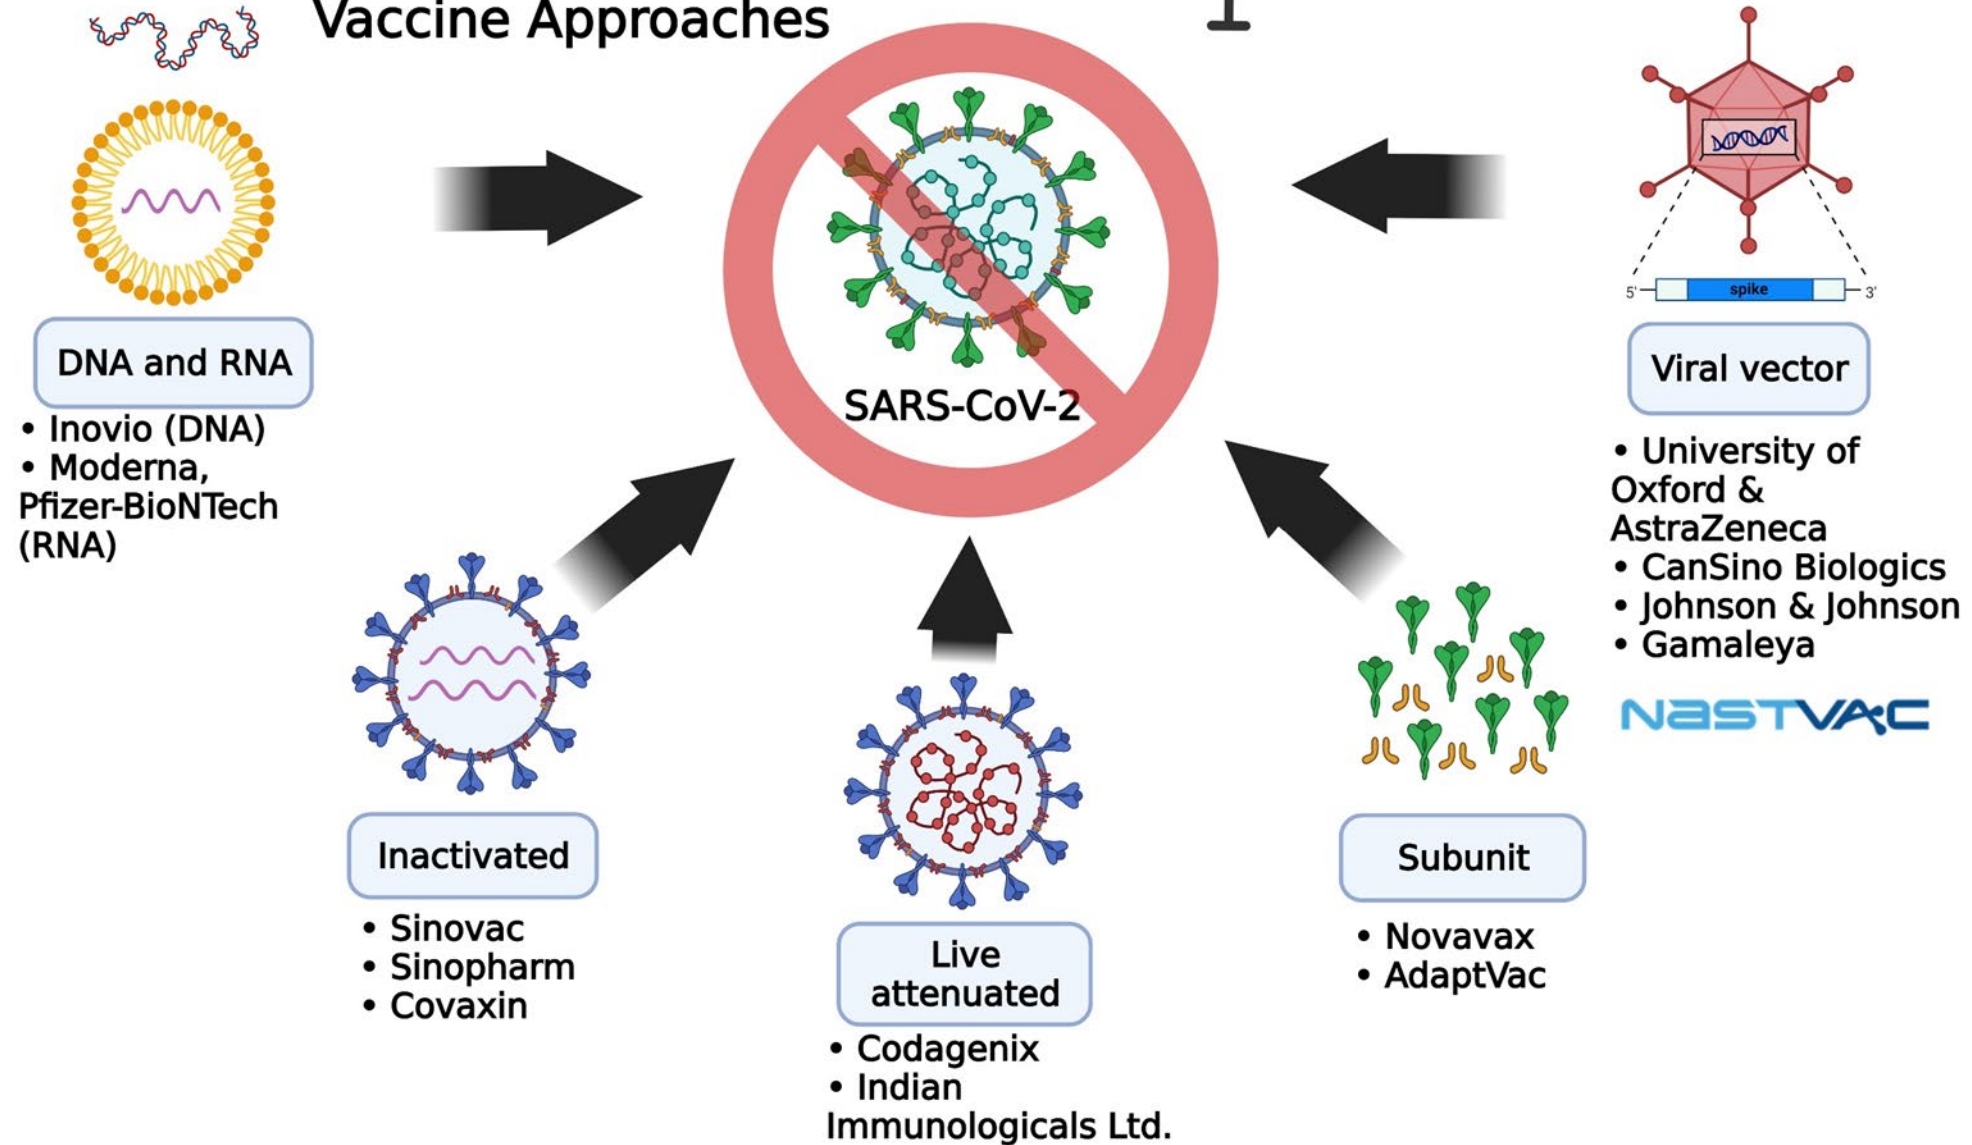 Vaccine Approaches
SARS-CoV-2
DNA and RNA
• Inovio (DNA)
• Moderna,
Pfizer-BioNTech
(RNA)
Inactivated
• Sinovac
• Sinopharm
• Covaxin
Live
attenuated
• Codagenix
• Indian
Immunologicals Ltd.
Subunit
• Novavax
• AdaptVac
5' spike 3'
Viral vector
• University of
Oxford &
AstraZeneca
• CanSino Biologics
• Johnson & Johnson
• Gamaleya
NASTVAC